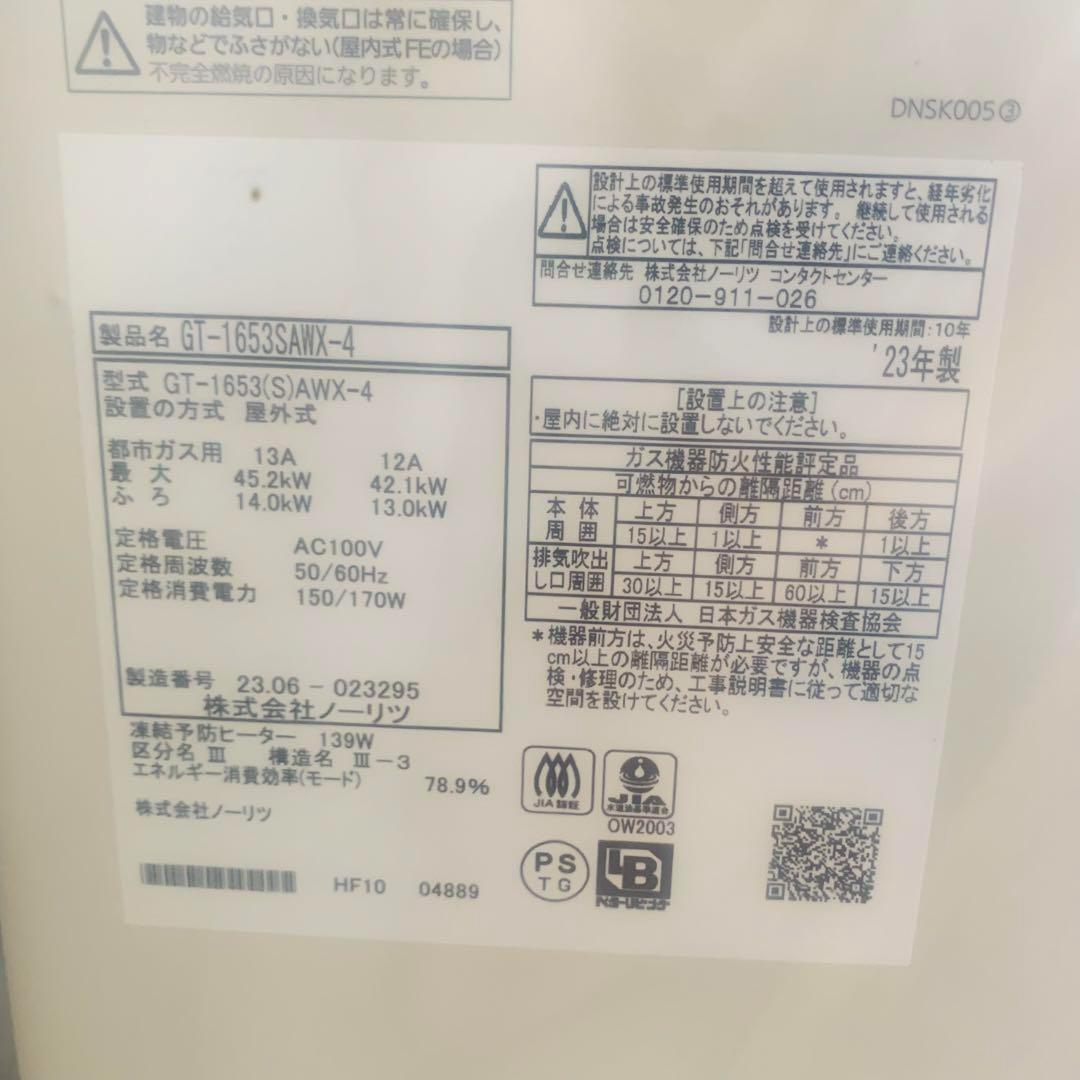 建物の給気口・換気口は常に確保し、
物などでふさがない(屋内式FEの場合)
不完全燃焼の原因になります。
DNSK005③
設計上の標準使用期間を超えて使用されますと、経年劣化
による事故発生のおそれがあります。 継続して使用される
場合は安全確保のため点検を受けてください。
点検については、下記「問合せ連絡先」にご連絡ください。
問合せ連絡先 株式会社ノーリツ コンタクトセンター
0120-911-026
設計上の標準使用期間:10年
'23年製
製品名 GT-1653SAWX-4
型式 GT-1653(S)AWX-4
設置の方式 屋外式
都市ガス用 13A 12A
最大 45.2kW 42.1kW
ふろ 14.0kW 13.0kW
定格電圧 AC100V
定格周波数 50/60Hz
定格消費電力 150/170W
製造番号 23.06-023295
株式会社ノーリツ
凍結予防ヒーター 139W
区分名 Ⅲ 構造名 Ⅲ-3
エネルギー消費効率(モード) 78.9%
株式会社ノーリツ
HF10 04889
[設置上の注意]
・屋内に絶対に設置しないでください。
ガス機器防火性能評定品
可燃物からの離隔距離(cm)
本体周囲 上方 側方 前方 後方
15以上 1以上 * 1以上
排気吹出し口周囲 上方 側方 前方 下方
30以上 15以上 60以上 15以上
一般財団法人 日本ガス機器検査協会
*機器前方は、火災予防上安全な距離として15
cm以上の離隔距離が必要ですが、機器の点
検・修理のため、工事説明書に従って適切な
空間を設けてください。
JIA認証
JIA
水道法基準適合
OW2003
PS
TG
LB
ベターリビング